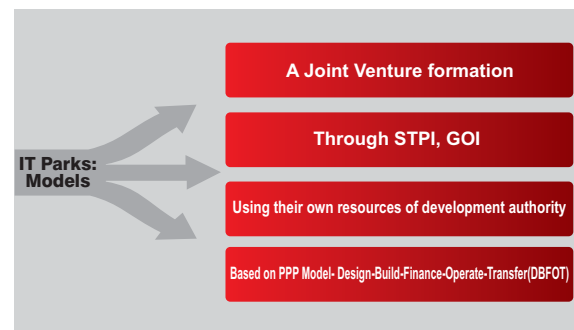 IT Parks:
Models
A Joint Venture formation
Through STPI, GOI
Using their own resources of development authority
Based on PPP Model- Design-Build-Finance-Operate-Transfer(DBFOT)